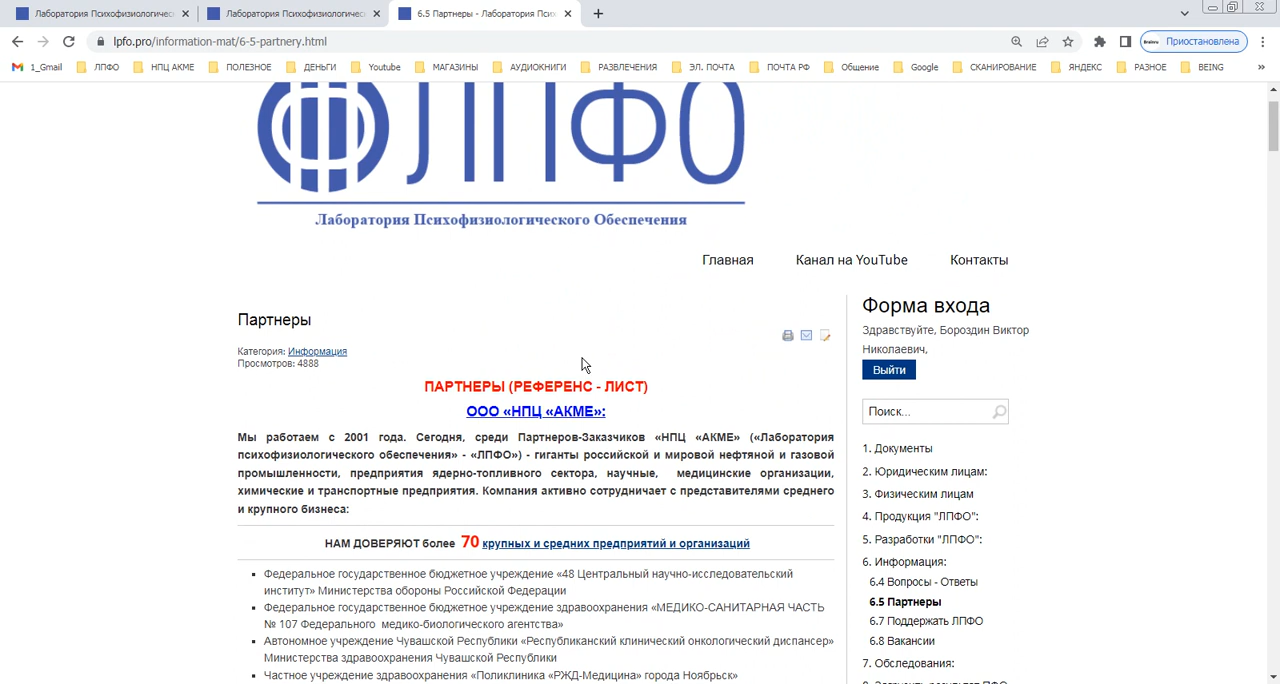 Лаборатория Психофизиологичес
Лаборатория Психофизиологичес
6.5 Партнеры - Лаборатория Псих
lpfo.pro/information-mat/6-5-partnery.html
Приостановлена
1_Gmail
ЛПФО
НПЦ АКМЕ
ПОЛЕЗНОЕ
ДЕНЬГИ
Youtube
МАГАЗИНЫ
АУДИОКНИГИ
РАЗВЛЕЧЕНИЯ
ЭЛ. ПОЧТА
ПОЧТА РФ
Общение
Google
СКАНИРОВАНИЕ
ЯНДЕКС
РАЗНОЕ
BEING
»
ЛПФО
Лаборатория Психофизиологического Обеспечения
Главная
Канал на YouTube
Контакты
Партнеры
Категория: Информация
Просмотров: 4888
ПАРТНЕРЫ (РЕФЕРЕНС - ЛИСТ)
ООО «НПЦ «АКМЕ»:
Мы работаем с 2001 года. Сегодня, среди Партнеров-Заказчиков «НПЦ «АКМЕ» («Лаборатория
психофизиологического обеспечения» - «ЛПФО») - гиганты российской и мировой нефтяной и газовой
промышленности, предприятия ядерно-топливного сектора, научные, медицинские организации,
химические и транспортные предприятия. Компания активно сотрудничает с представителями среднего
и крупного бизнеса:
НАМ ДОВЕРЯЮТ более 70 крупных и средних предприятий и организаций
Федеральное государственное бюджетное учреждение «48 Центральный научно-исследовательский
институт» Министерства обороны Российской Федерации
Федеральное государственное бюджетное учреждение здравоохранения «МЕДИКО-САНИТАРНАЯ ЧАСТЬ
№ 107 Федерального медико-биологического агентства»
Автономное учреждение Чувашской Республики «Республиканский клинический онкологический диспансер»
Министерства здравоохранения Чувашской Республики
Частное учреждение здравоохранения «Поликлиника «РЖД-Медицина» города Ноябрьск»
Форма входа
Здравствуйте, Бороздин Виктор
Николаевич,
Выйти
Поиск...
1. Документы
2. Юридическим лицам:
3. Физическим лицам
4. Продукция "ЛПФО":
5. Разработки "ЛПФО":
6. Информация:
6.4 Вопросы - Ответы
6.5 Партнеры
6.7 Поддержать ЛПФО
6.8 Вакансии
7. Обследования: